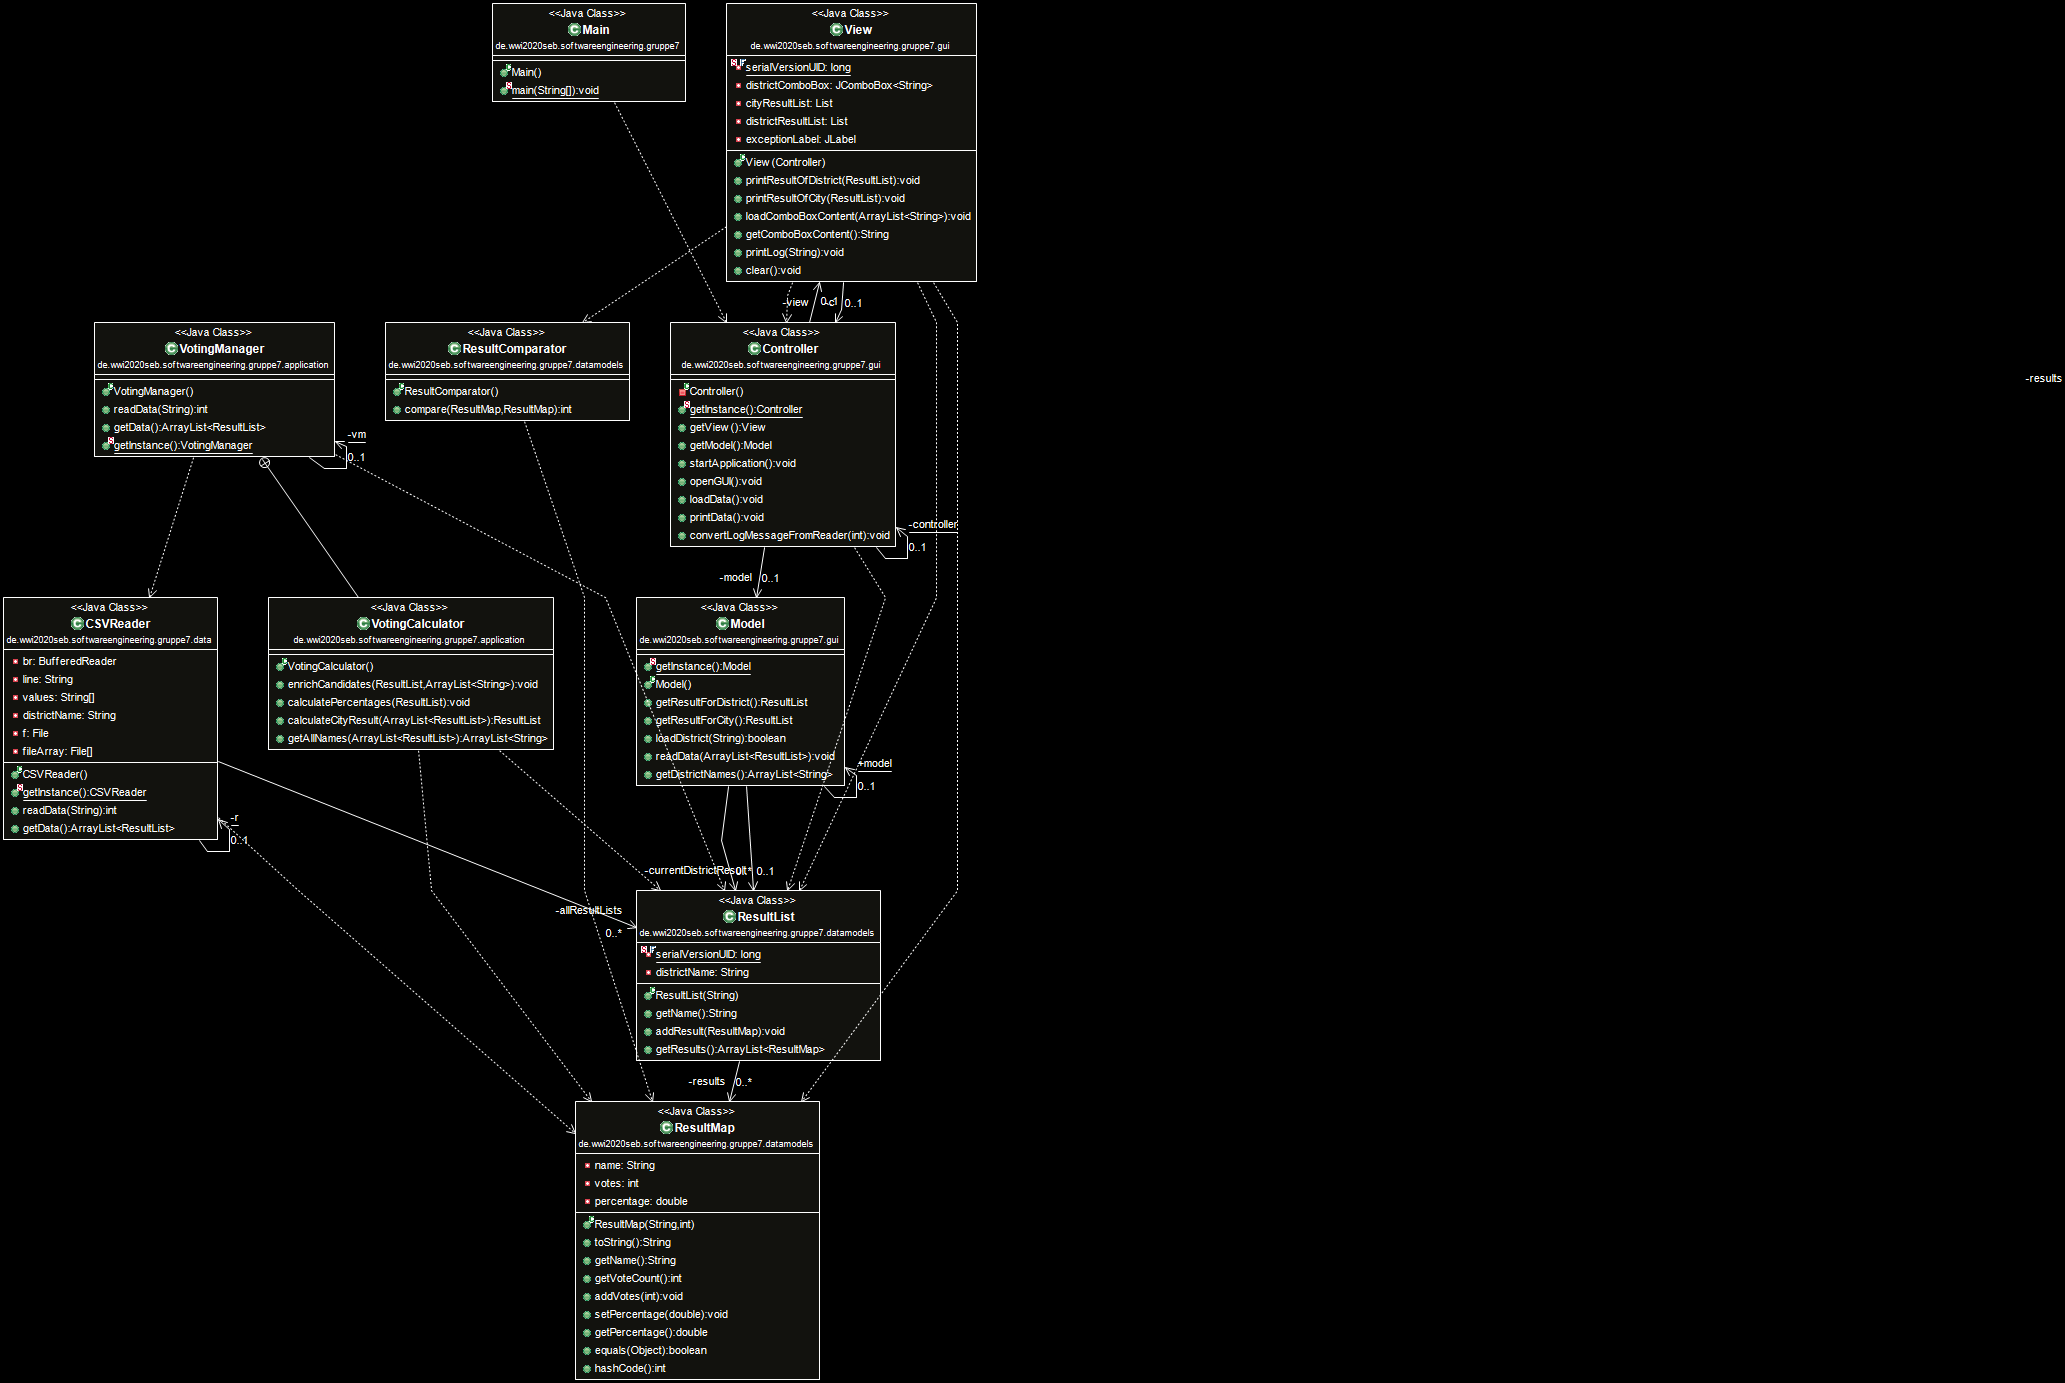 <<Java Class>>
Main
de.wwi2020seb.softwareengineering.gruppe7
Main()
main(String[]):void
<<Java Class>>
View
de.wwi2020seb.softwareengineering.gruppe7.gui
serialVersionUID: long
districtComboBox: JComboBox<String>
cityResultList: List
districtResultList: List
exceptionLabel: JLabel
View(Controller)
printResultOfDistrict(ResultList):void
printResultOfCity(ResultList):void
loadComboBoxContent(ArrayList<String>):void
getComboBoxContent():String
printLog(String):void
clear():void
-view
0..1
-c
0..1
<<Java Class>>
VotingManager
de.wwi2020seb.softwareengineering.gruppe7.application
VotingManager()
readData(String):int
getData():ArrayList<ResultList>
getInstance():VotingManager
-vm
0..1
<<Java Class>>
ResultComparator
de.wwi2020seb.softwareengineering.gruppe7.datamodels
ResultComparator()
compare(ResultMap,ResultMap):int
<<Java Class>>
Controller
de.wwi2020seb.softwareengineering.gruppe7.gui
Controller()
getInstance():Controller
getView():View
getModel():Model
startApplication():void
openGUI():void
loadData():void
printData():void
convertLogMessageFromReader(int):void
-controller
0..1
-results
-model
0..1
<<Java Class>>
CSVReader
de.wwi2020seb.softwareengineering.gruppe7.data
br: BufferedReader
line: String
values: String[]
districtName: String
f: File
fileArray: File[]
CSVReader()
getInstance():CSVReader
readData(String):int
getData():ArrayList<ResultList>
-r
0..1
<<Java Class>>
VotingCalculator
de.wwi2020seb.softwareengineering.gruppe7.application
VotingCalculator()
enrichCandidates(ResultList,ArrayList<String>):void
calculatePercentages(ResultList):void
calculateCityResult(ArrayList<ResultList>):ResultList
getAllNames(ArrayList<ResultList>):ArrayList<String>
<<Java Class>>
Model
de.wwi2020seb.softwareengineering.gruppe7.gui
getInstance():Model
Model()
getResultForDistrict():ResultList
getResultForCity():ResultList
loadDistrict(String):boolean
readData(ArrayList<ResultList>):void
getDistrictNames():ArrayList<String>
+model
0..1
-currentDistrictResult
0..*
0..1
-allResultLists
0..*
<<Java Class>>
ResultList
de.wwi2020seb.softwareengineering.gruppe7.datamodels
serialVersionUID: long
districtName: String
ResultList(String)
getName():String
addResult(ResultMap):void
getResults():ArrayList<ResultMap>
-results
0..*
<<Java Class>>
ResultMap
de.wwi2020seb.softwareengineering.gruppe7.datamodels
name: String
votes: int
percentage: double
ResultMap(String,int)
toString():String
getName():String
getVoteCount():int
addVotes(int):void
setPercentage(double):void
getPercentage():double
equals(Object):boolean
hashCode():int